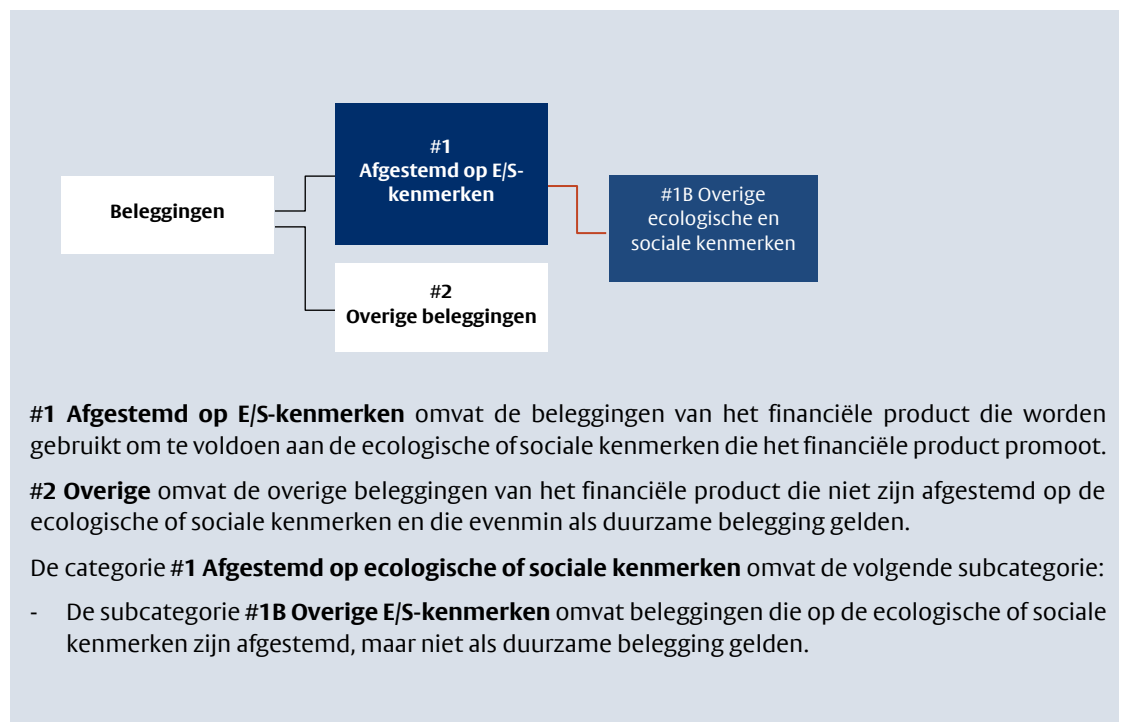 #1
Afgestemd op E/S-
kenmerken
Beleggingen
#1B Overige
ecologische en
sociale kenmerken
#2
Overige beleggingen
#1 Afgestemd op E/S-kenmerken omvat de beleggingen van het financiële product die worden
gebruikt om te voldoen aan de ecologische of sociale kenmerken die het financiële product promoot.
#2 Overige omvat de overige beleggingen van het financiële product die niet zijn afgestemd op de
ecologische of sociale kenmerken en die evenmin als duurzame belegging gelden.
De categorie #1 Afgestemd op ecologische of sociale kenmerken omvat de volgende subcategorie:
- De subcategorie #1B Overige E/S-kenmerken omvat beleggingen die op de ecologische of sociale
kenmerken zijn afgestemd, maar niet als duurzame belegging gelden.